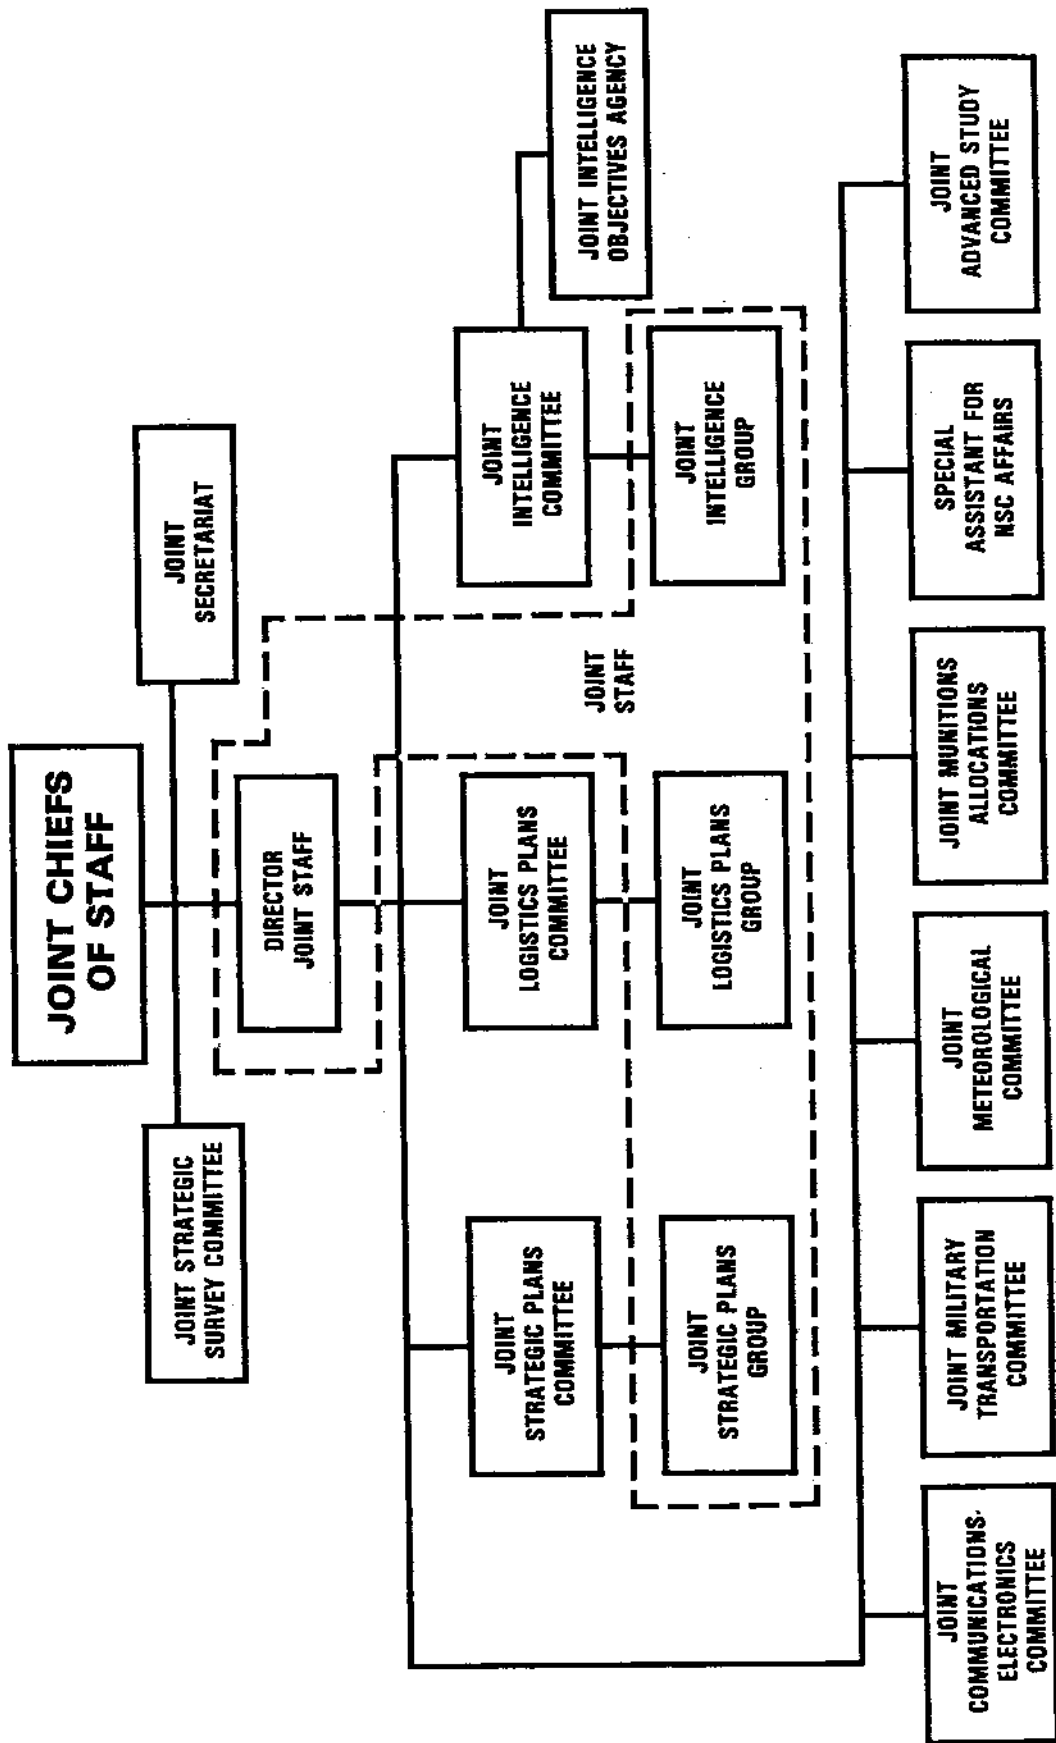 JOINT CHIEFS
OF STAFF
JOINT STRATEGIC
SURVEY COMMITTEE
JOINT
SECRETARIAT
DIRECTOR
JOINT STAFF
JOINT
STRATEGIC PLANS
COMMITTEE
JOINT
LOGISTICS PLANS
COMMITTEE
JOINT
INTELLIGENCE
COMMITTEE
JOINT INTELLIGENCE
OBJECTIVES AGENCY
JOINT
STAFF
JOINT
STRATEGIC PLANS
GROUP
JOINT
LOGISTICS PLANS
GROUP
JOINT
INTELLIGENCE
GROUP
JOINT
COMMUNICATIONS-
ELECTRONICS
COMMITTEE
JOINT MILITARY
TRANSPORTATION
COMMITTEE
JOINT
METEOROLOGICAL
COMMITTEE
JOINT MUNITIONS
ALLOCATIONS
COMMITTEE
SPECIAL
ASSISTANT FOR
NSC AFFAIRS
JOINT
ADVANCED STUDY
COMMITTEE